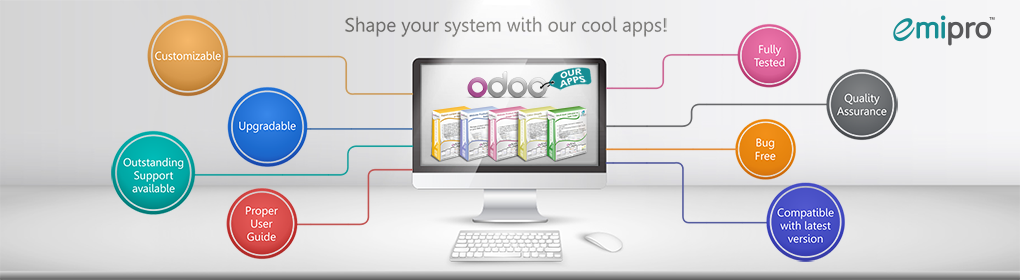 Shape your system with our cool apps!
emipro™
Customizable
Upgradable
Outstanding
Support
available
Proper
User
Guide
odoo
OUR
APPS
Fully
Tested
Quality
Assurance
Bug
Free
Compatible
with latest
version